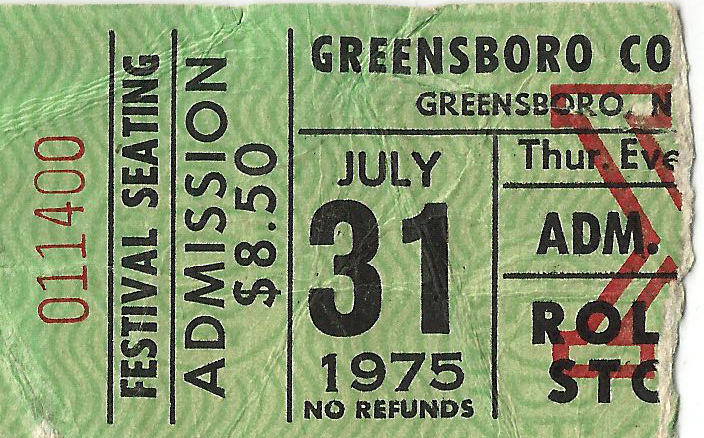 011400
FESTIVAL SEATING
ADMISSION
$8.50
GREENSBORO CO
GREENSBORO, N
JULY
31
1975
NO REFUNDS
Thur. Eve
ADM.
ROL
STO